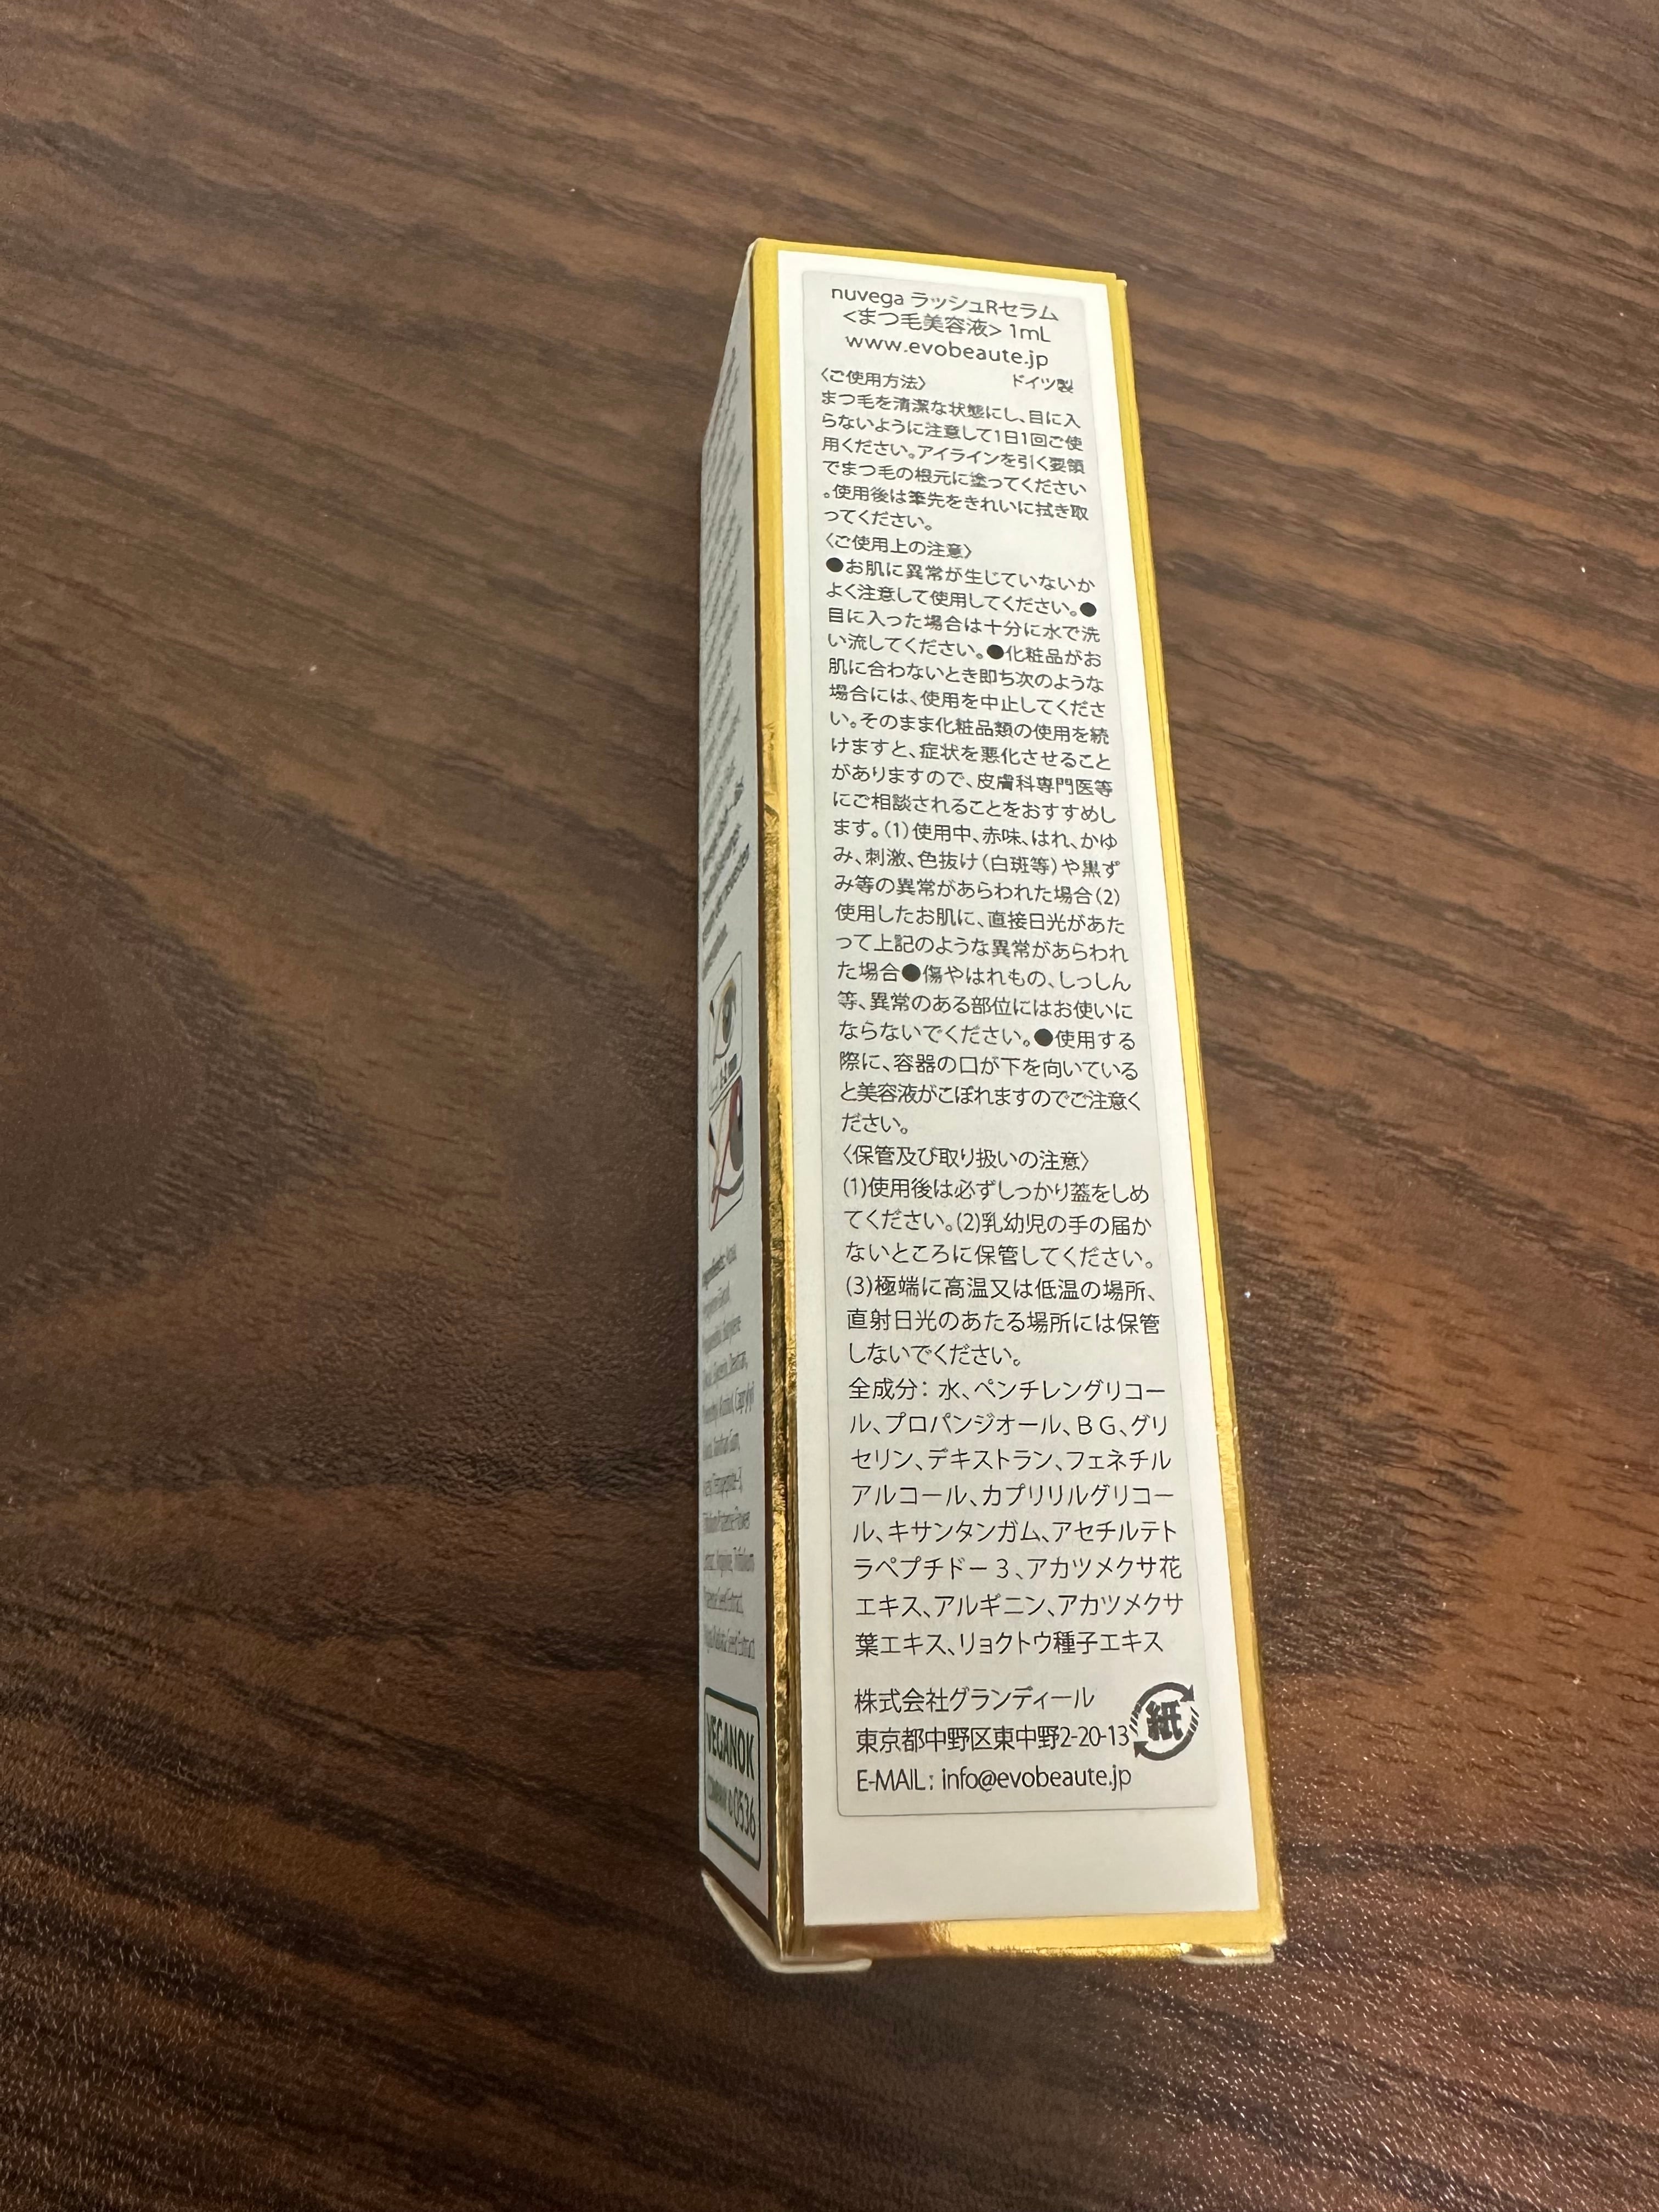 nuvega ラッシュRセラム
<まつ毛美容液> 1mL
www.evobeaute.jp
〈ご使用方法〉 ドイツ製
まつ毛を清潔な状態にし、目に入
らないように注意して1日1回ご使
用ください。アイラインを引く要領
でまつ毛の根元に塗ってください
。使用後は筆先をきれいに拭き取
ってください。
〈ご使用上の注意〉
●お肌に異常が生じていないか
よく注意して使用してください。●
目に入った場合は十分に水で洗
い流してください。●化粧品がお
肌に合わないとき即ち次のような
場合には、使用を中止してくださ
い。そのまま化粧品類の使用を続
けますと、症状を悪化させること
がありますので、皮膚科専門医等
にご相談されることをおすすめし
ます。(1)使用中、赤味、はれ、かゆ
み、刺激、色抜け(白斑等)や黒ず
み等の異常があらわれた場合(2)
使用したお肌に、直接日光があた
って上記のような異常があらわれ
た場合●傷やはれもの、しっしん
等、異常のある部位にはお使いに
ならないでください。●使用する
際に、容器の口が下を向いている
と美容液がこぼれますのでご注意く
ださい。
〈保管及び取り扱いの注意〉
(1)使用後は必ずしっかり蓋をしめ
てください。(2)乳幼児の手の届か
ないところに保管してください。
(3)極端に高温又は低温の場所、
直射日光のあたる場所には保管
しないでください。
全成分：水、ペンチレングリコー
ル、プロパンジオール、ＢＧ、グリ
セリン、デキストラン、フェネチル
アルコール、カプリリルグリコー
ル、キサンタンガム、アセチルテト
ラペプチド－３、アカツメクサ花
エキス、アルギニン、アカツメクサ
葉エキス、リョクトウ種子エキス
株式会社グランディール
東京都中野区東中野2-20-13
紙
E-MAIL: info@evobeaute.jp
VEGANOK
0536